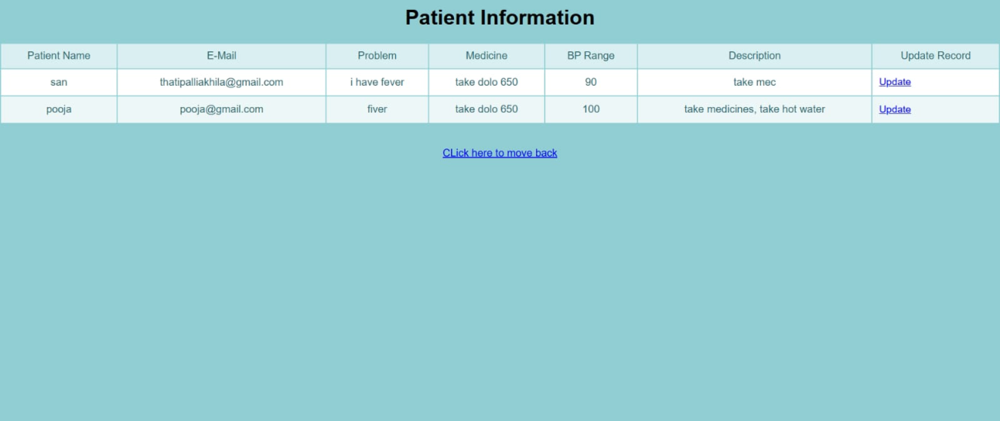 Patient Information
Patient Name E-Mail Problem Medicine BP Range Description Update Record
san thatipalliakhila@gmail.com i have fever take dolo 650 90 take mec Update
pooja pooja@gmail.com fiver take dolo 650 100 take medicines, take hot water Update
CLick here to move back